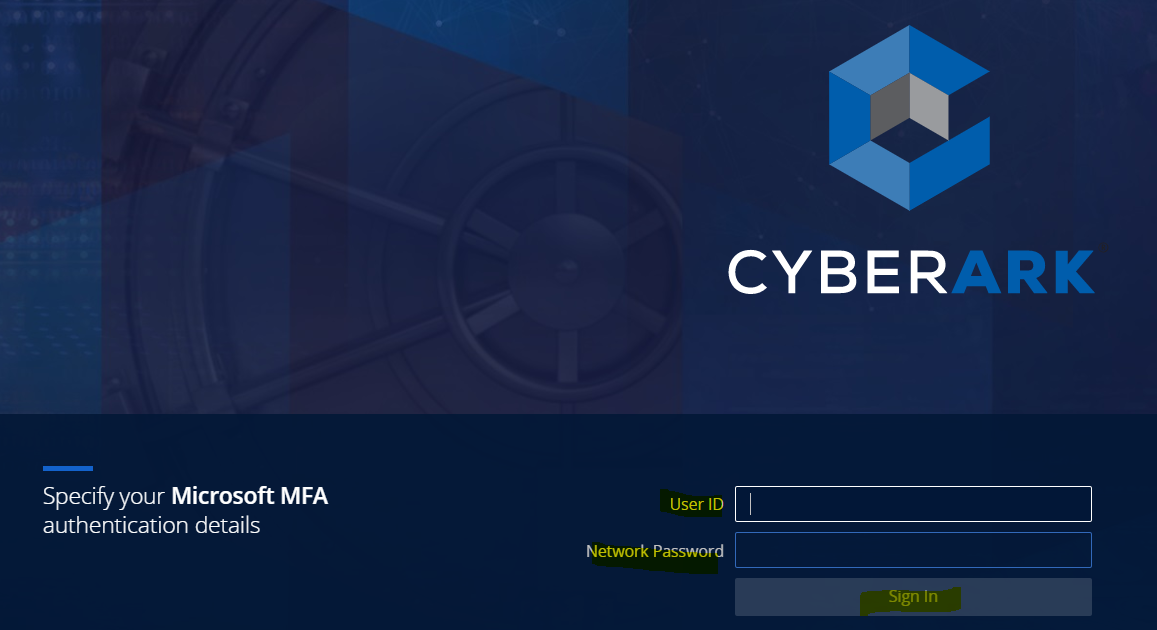 CYBERARK
Specify your Microsoft MFA
authentication details
User ID
Network Password
Sign In